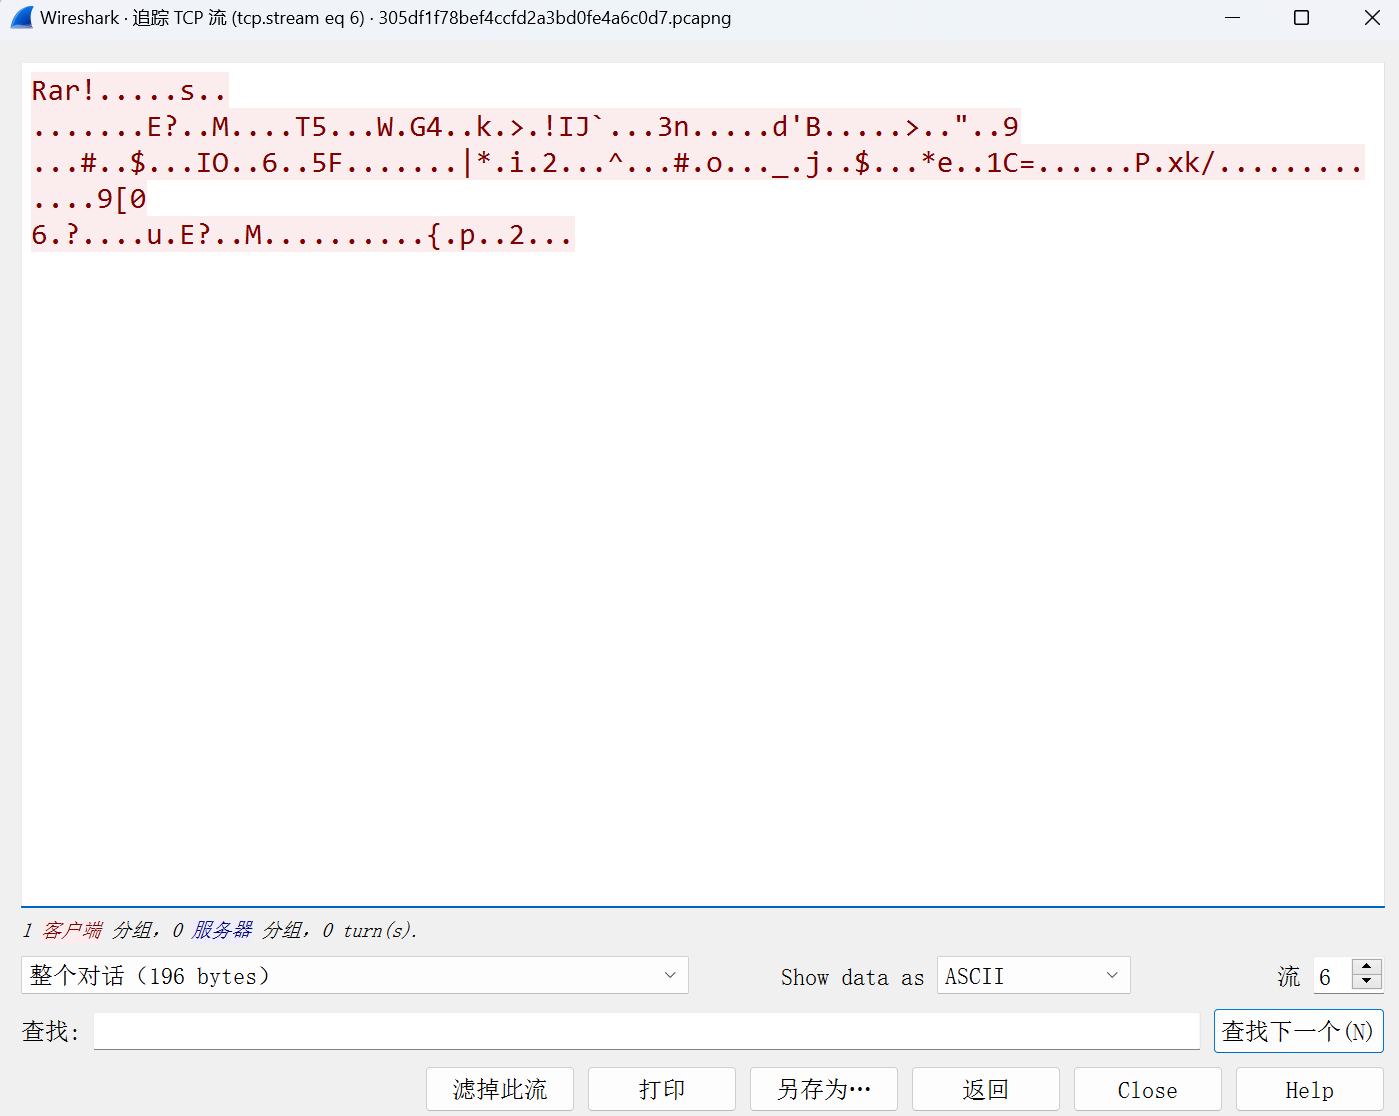 Wireshark · 追踪 TCP 流 (tcp.stream eq 6) · 305df1f78bef4ccfd2a3bd0fe4a6c0d7.pcapng
Rar!.....s..
.......E?..M....T5...W.G4..k.>.!IJ`...3n.....d'B.....>.."..9
...#..$...IO..6..5F.......|*.i.2...^...#.o..._.j..$...*e..1C=......P.xk/.........
....9[0
6.?....u.E?..M..........{.p..2...
1 客户端 分组，0 服务器 分组，0 turn(s).
整个对话（196 bytes） Show data as ASCII 流 6
查找: 查找下一个(N)
滤掉此流 打印 另存为… 返回 Close Help